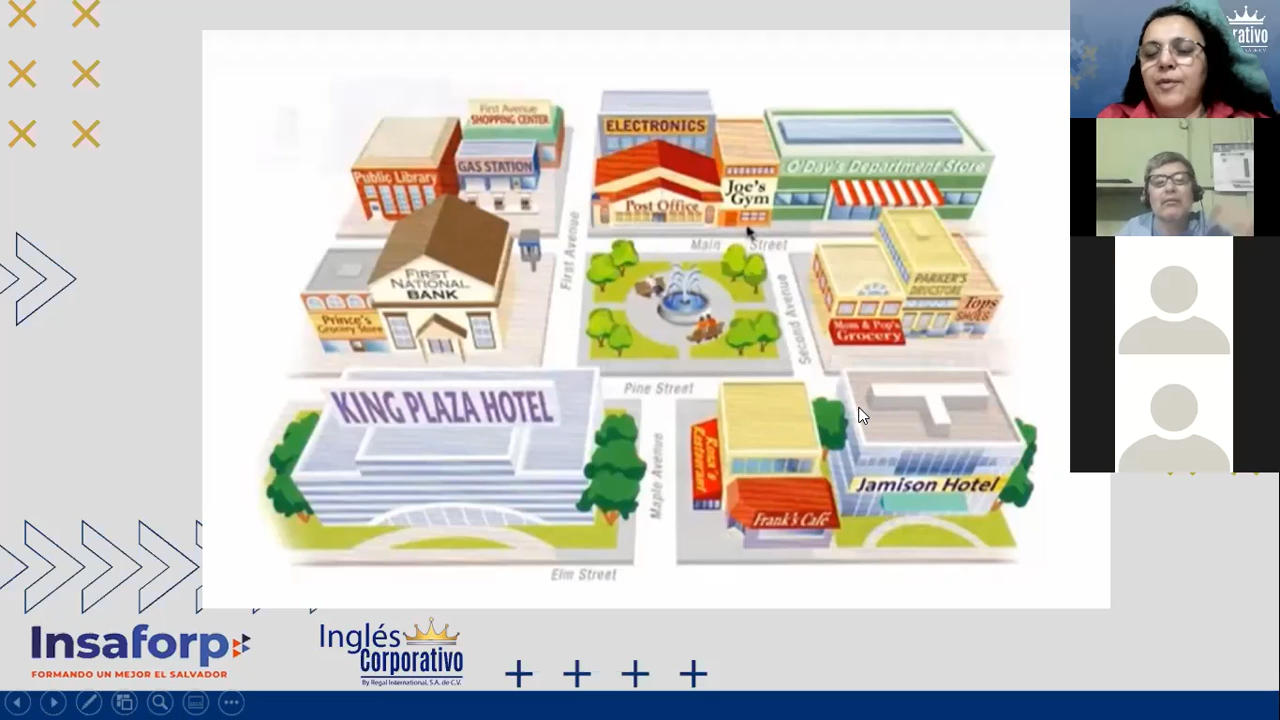 rativo
First Avenue
SHOPPING CENTER
GAS STATION
Public Library
ELECTRONICS
Post Office
Joe's
Gym
O'Day's Department Store
Main Street
First Avenue
Second Avenue
FIRST
NATIONAL
BANK
Prince's
Grocery Store
PARKER'S
DRUGSTORE
Tops
SHOES
Mom & Pop's
Grocery
Pine Street
KING PLAZA HOTEL
Maple Avenue
Restaurant
Frank's Café
Jamison Hotel
Elm Street
Insaforp
FORMANDO UN MEJOR EL SALVADOR
Inglés
Corporativo
By Regal International, S.A. de C.V.